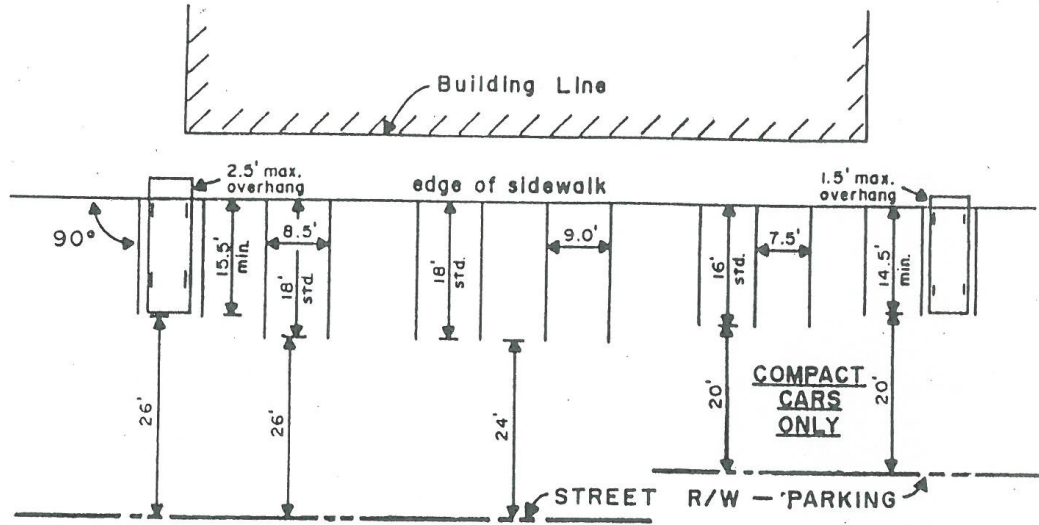 Building Line
2.5' max.
overhang
edge of sidewalk
1.5' max.
overhang
90°
15.5'
min.
8.5'
18'
std.
18'
9.0'
16'
std.
7.5'
14.5'
min.
26'
26'
24'
20'
COMPACT
CARS
ONLY
20'
STREET R/W — PARKING